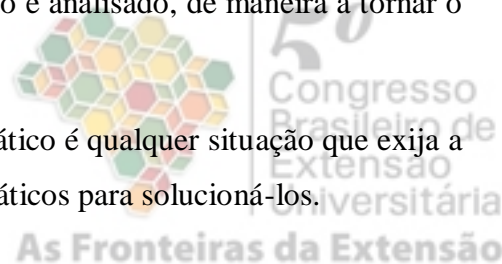 o e analisado, de maneira a tornar o
5º
Congresso
Brasileiro de
ático é qualquer situação que exija a
Extensão
áticos para solucioná-los.
Universitária
As Fronteiras da Extensão